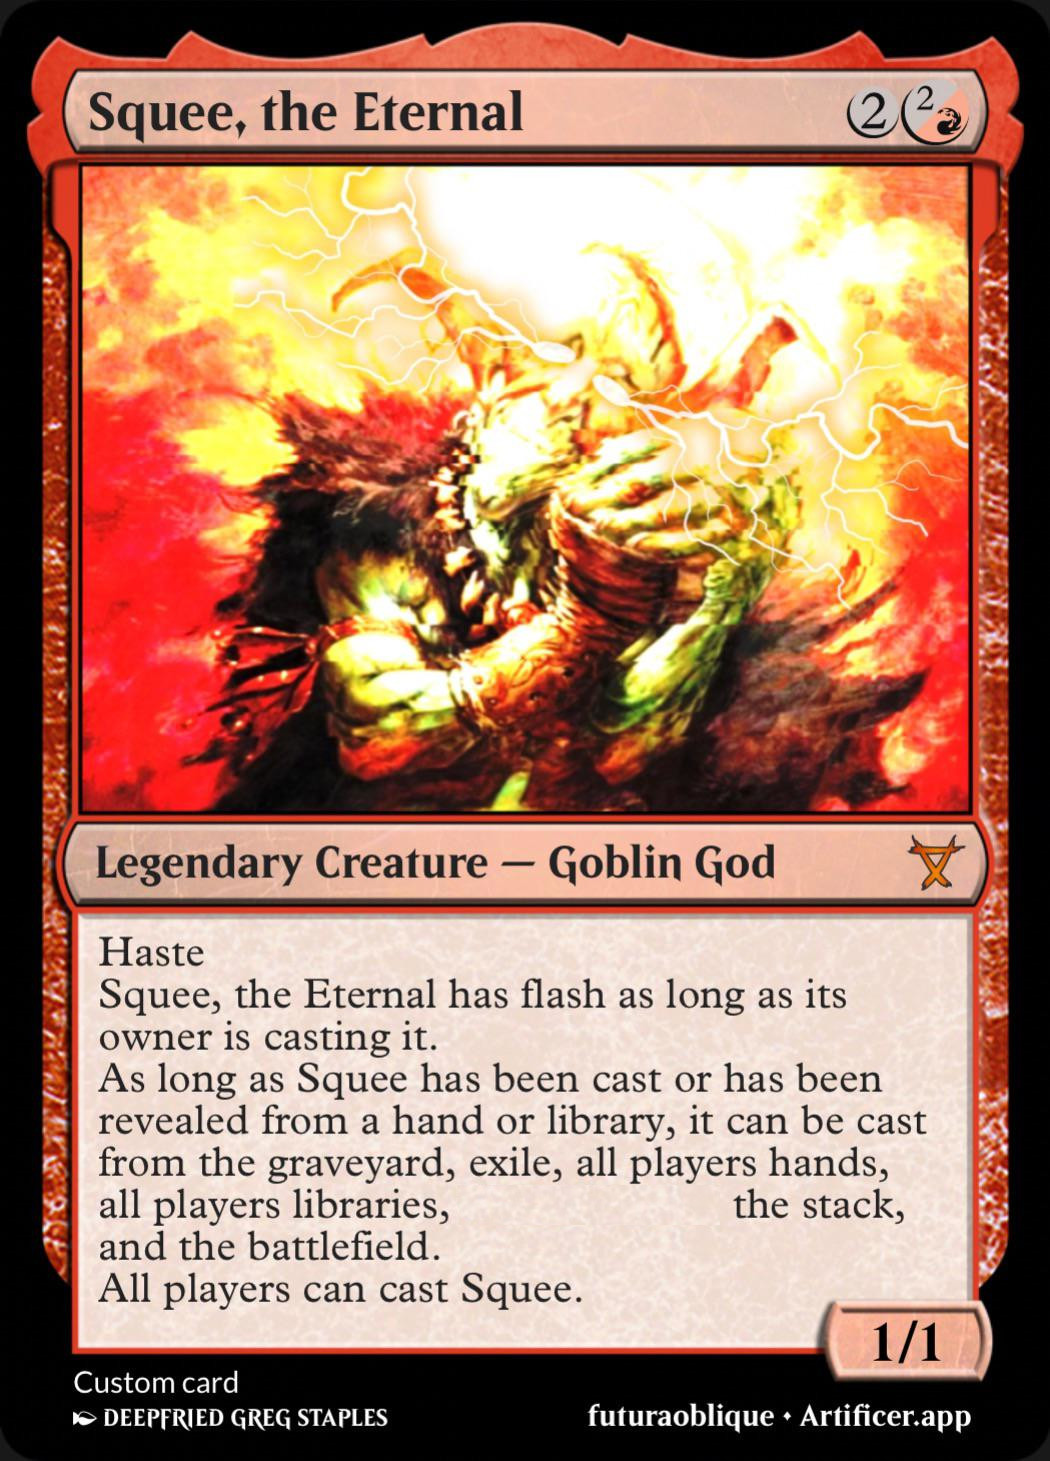 Squee, the Eternal 2 2
Legendary Creature — Goblin God
Haste
Squee, the Eternal has flash as long as its
owner is casting it.
As long as Squee has been cast or has been
revealed from a hand or library, it can be cast
from the graveyard, exile, all players hands,
all players libraries, the stack,
and the battlefield.
All players can cast Squee.
1/1
Custom card
DEEPFRIED GREG STAPLES
futuraoblique • Artificer.app